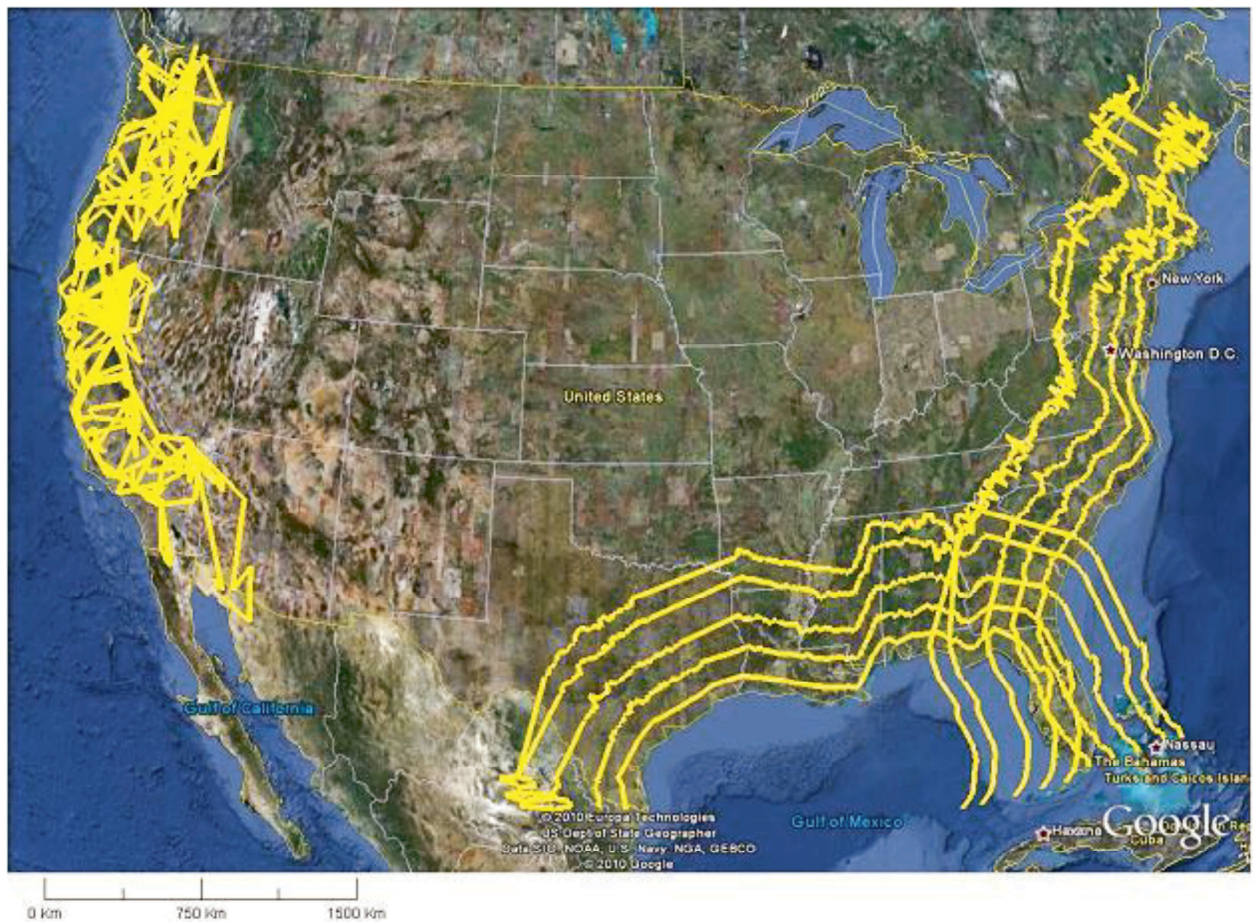 New York
Washington D.C.
United States
Gulf of California
Nassau
The Bahamas
Turks and Caicos Islan
© 2010 Europa Technologies
US Dept of State Geographer
Data SIO, NOAA, U.S. Navy, NGA, GEBCO
© 2010 Google
Gulf of Mexico
Havana
Google
Cuba
0 Km 750 Km 1500 Km